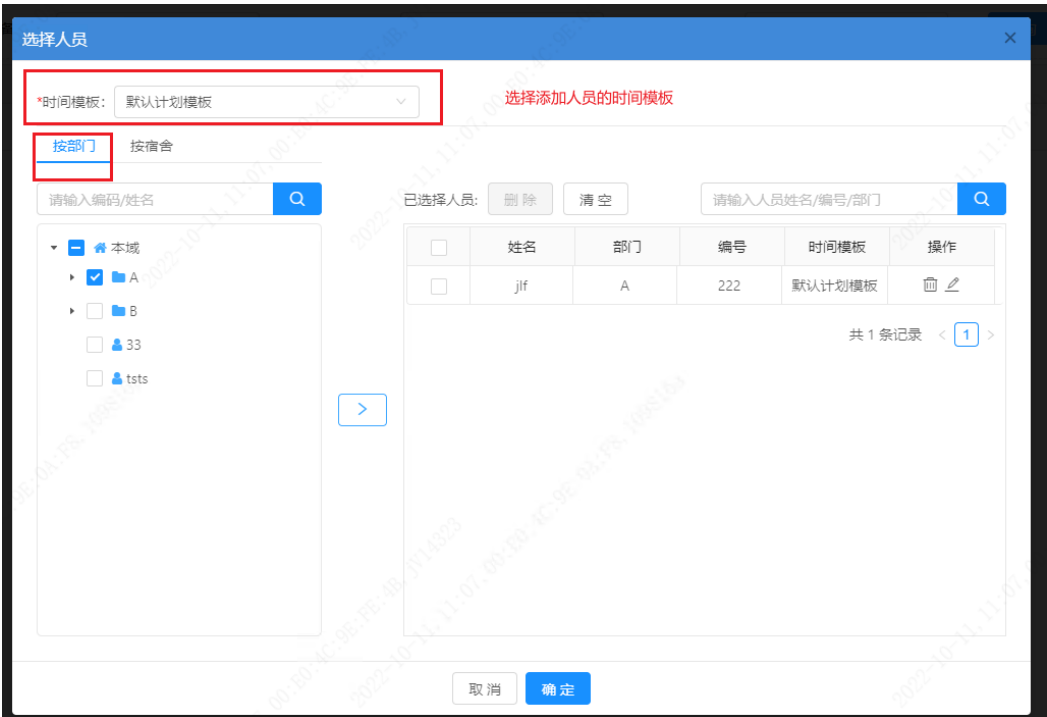 选择人员
*时间模板: 默认计划模板
选择添加人员的时间模板
按部门 按宿舍
请输入编码/姓名
已选择人员: 删 除 清 空 请输入人员姓名/编号/部门
本域
A
B
33
tsts
姓名 部门 编号 时间模板 操作
jlf A 222 默认计划模板
共 1 条记录 < 1 >
>
取 消 确 定